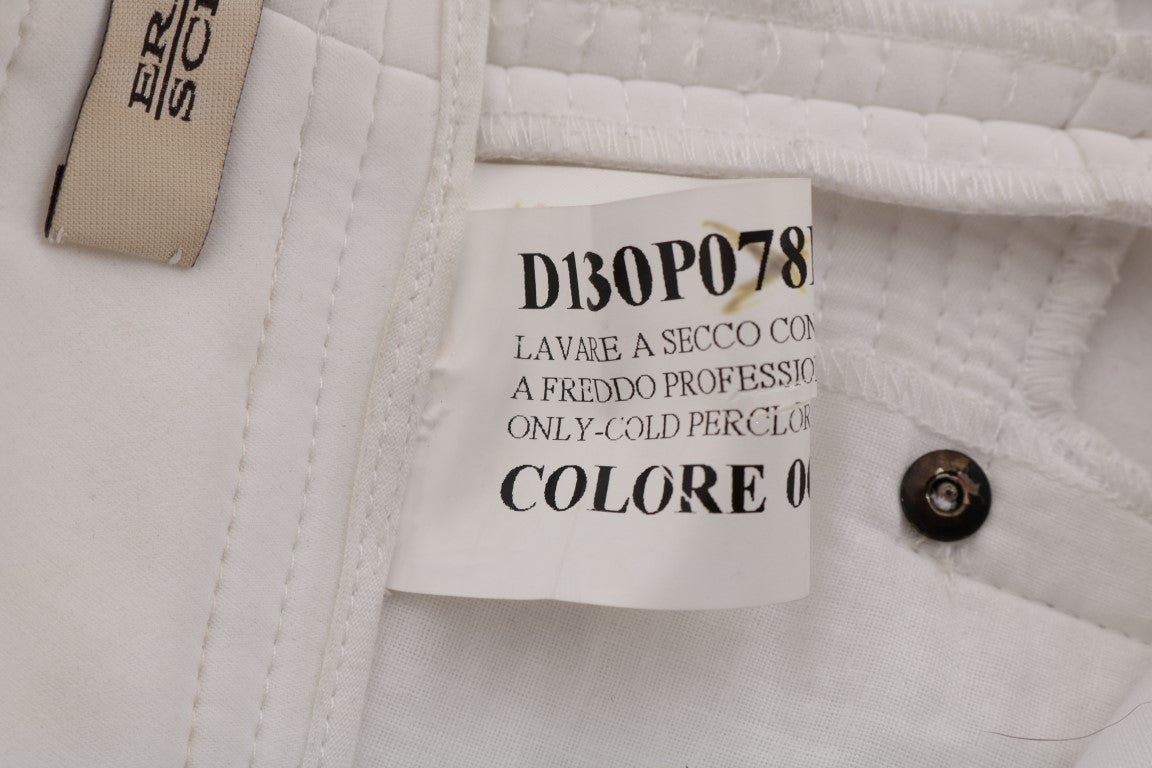 ER
SC
D130P078
LAVARE A SECCO CON
A FREDDO PROFESSIO
ONLY-COLD PERCLOR
COLORE 0